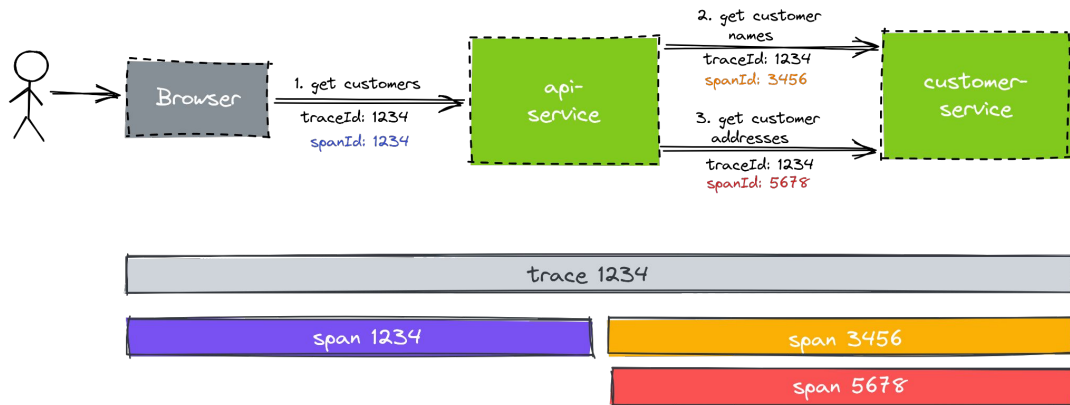 Browser
1. get customers
traceId: 1234
spanId: 1234
api-
service
2. get customer
names
traceId: 1234
spanId: 3456
3. get customer
addresses
traceId: 1234
spanId: 5678
customer-
service
trace 1234
span 1234
span 3456
span 5678